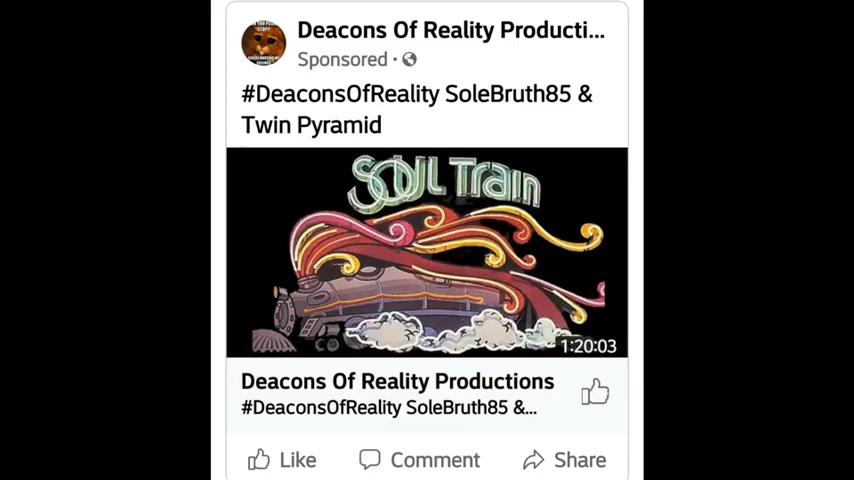 Deacons Of Reality Producti...
Sponsored ·
#DeaconsOfReality SoleBruth85 &
Twin Pyramid
SOUL TRain
1:20:03
Deacons Of Reality Productions
#DeaconsOfReality SoleBruth85 &...
Like Comment Share